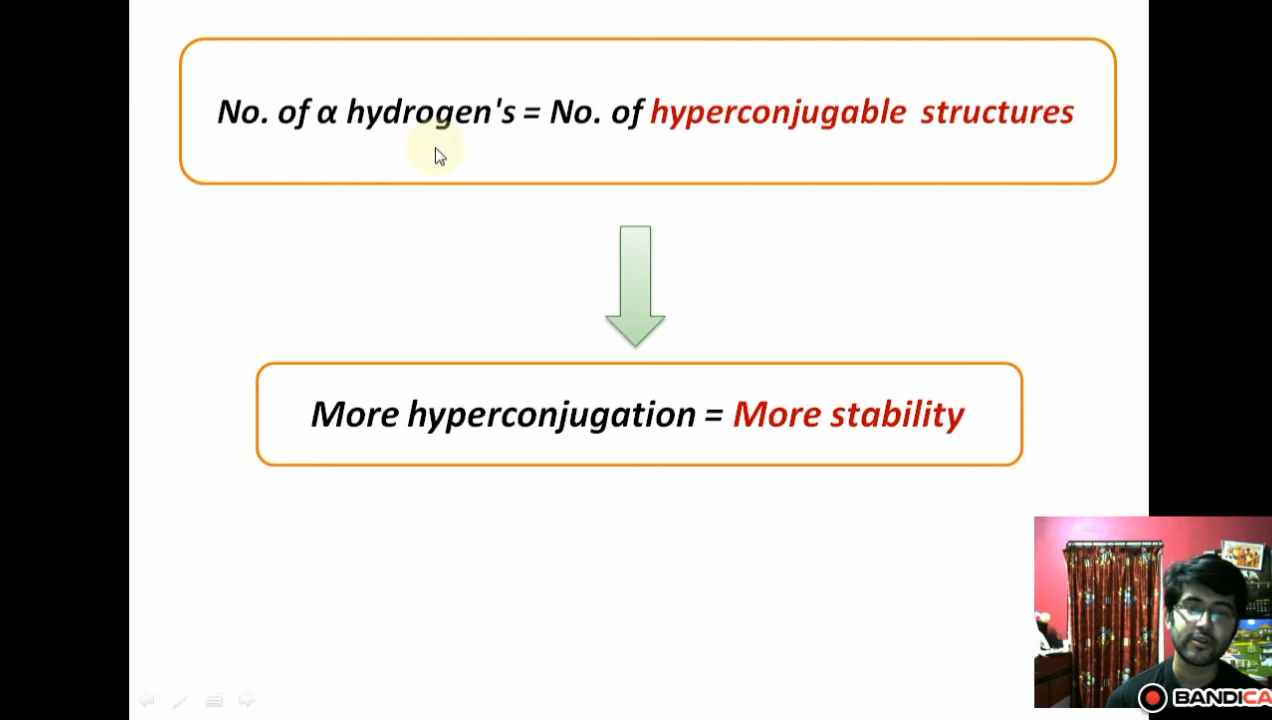 No. of α hydrogen's = No. of hyperconjugable structures
More hyperconjugation = More stability
BANDICA